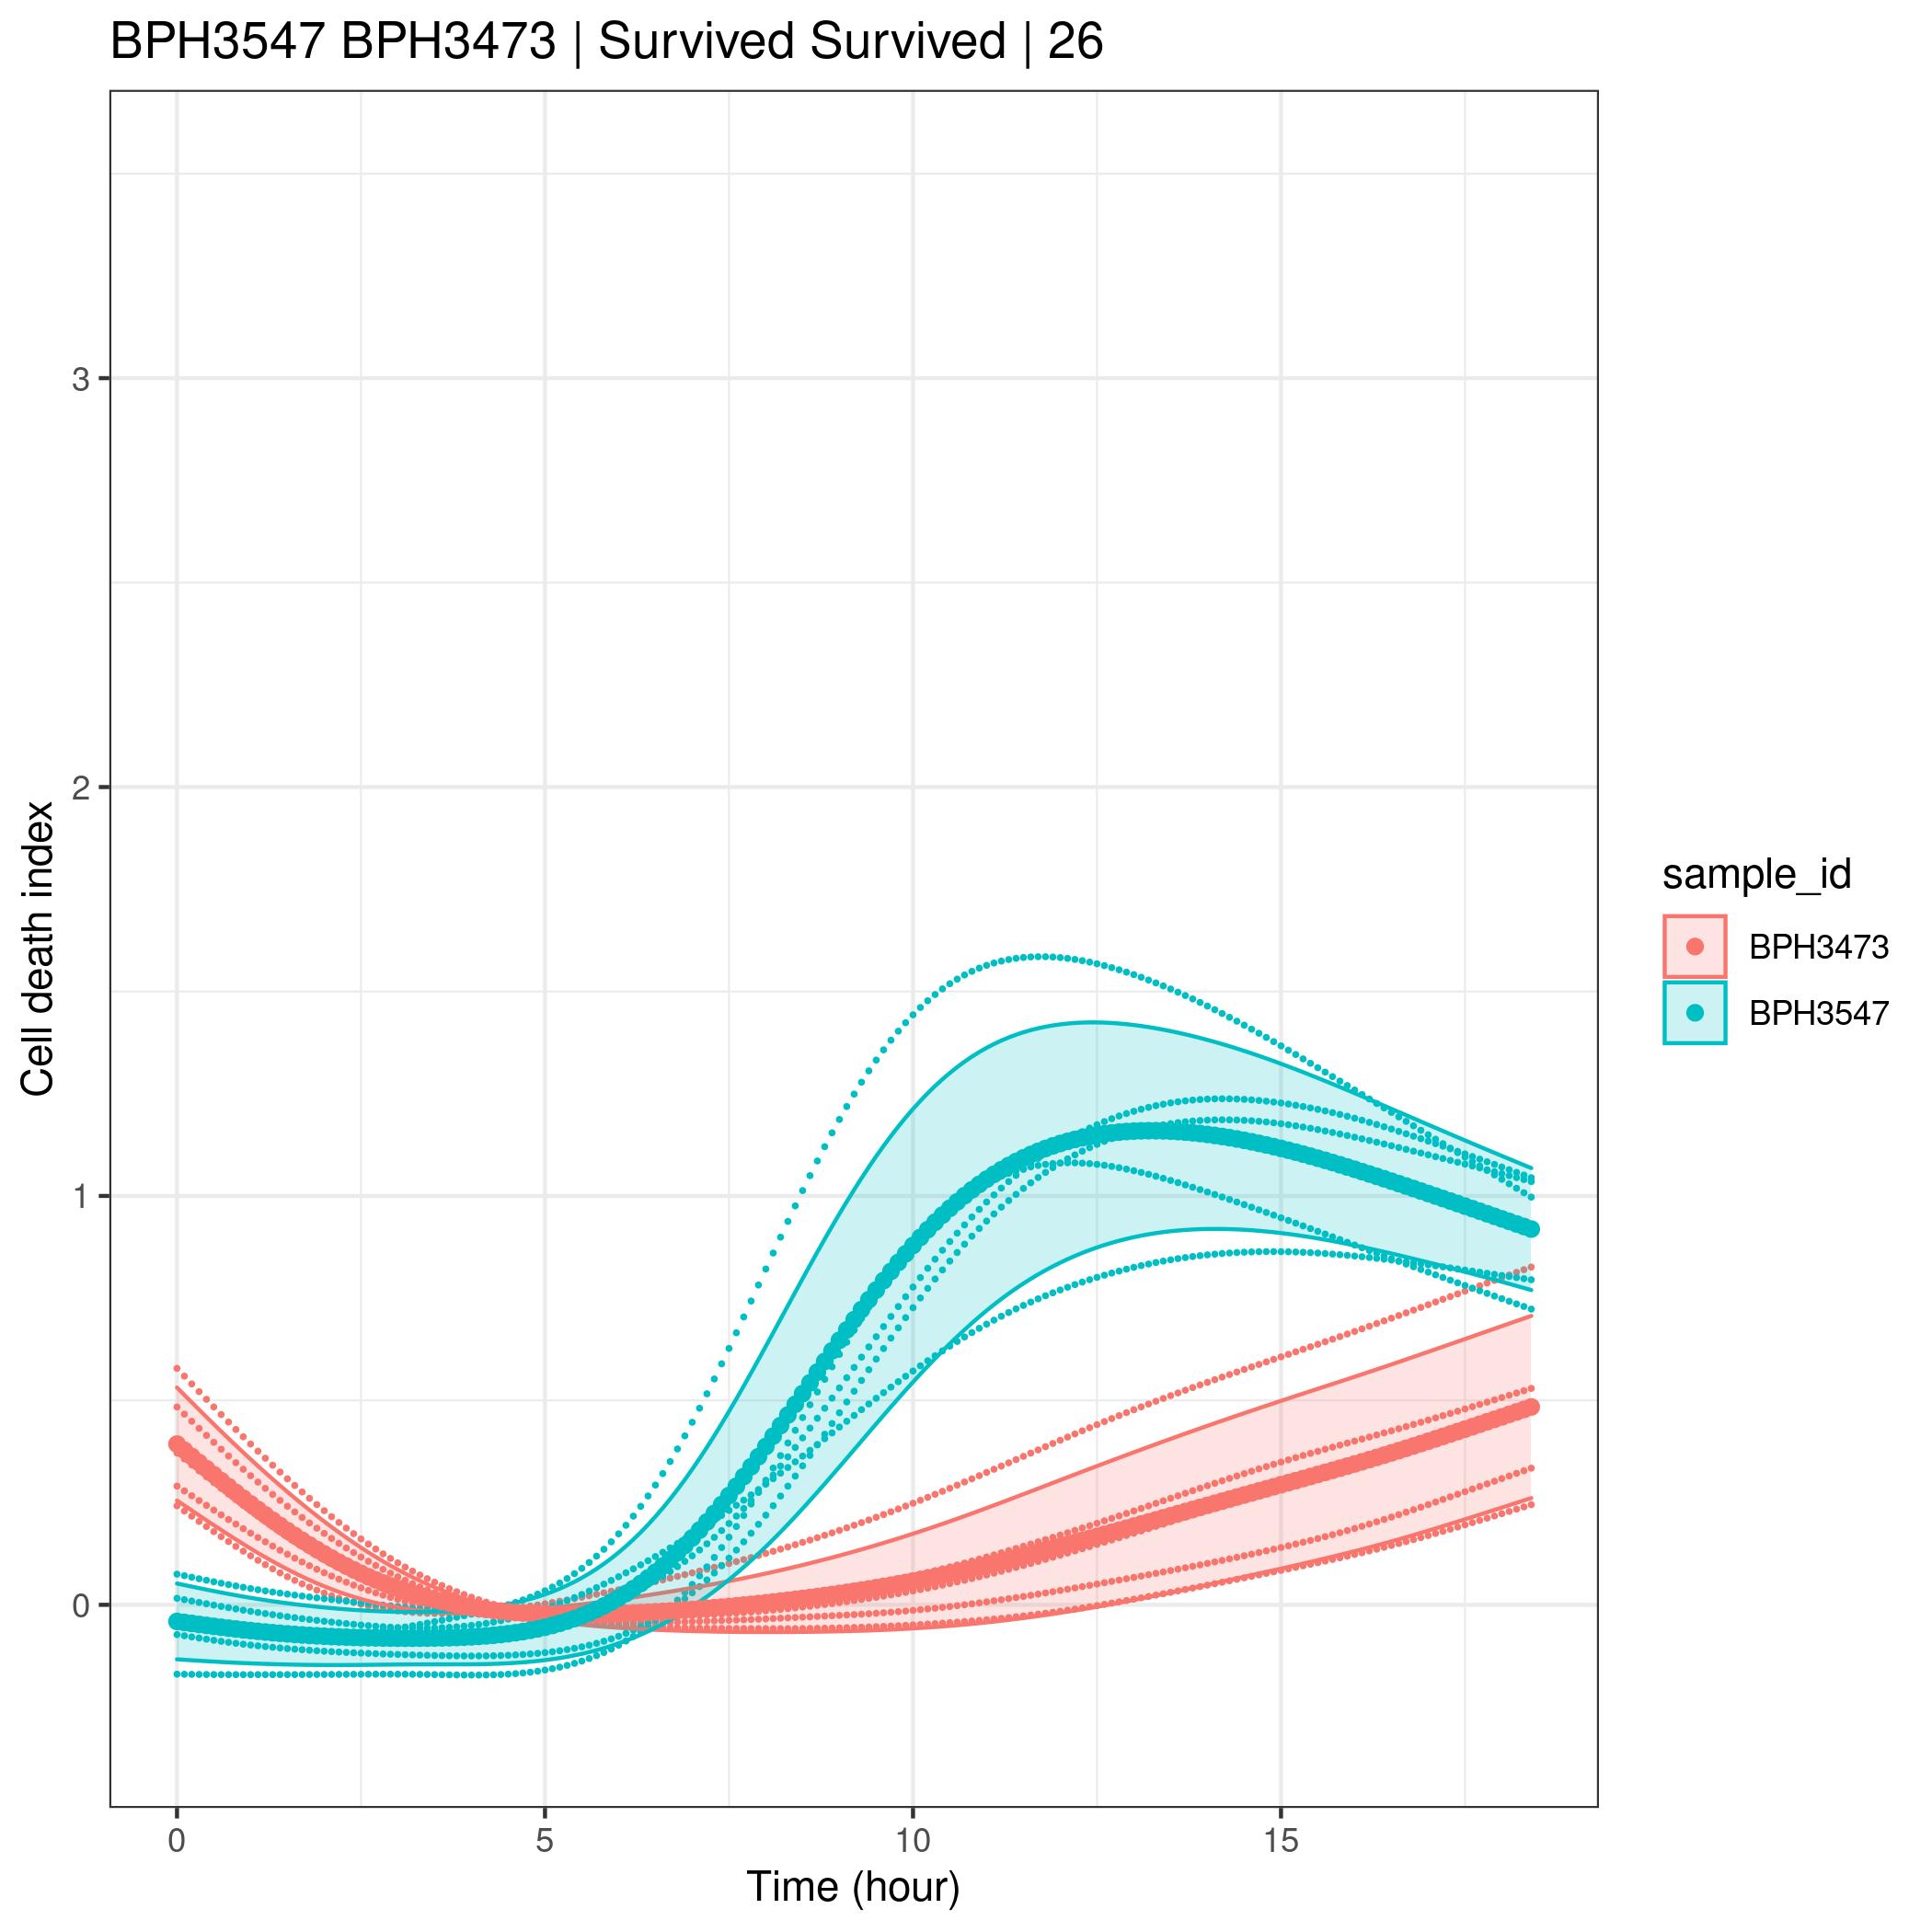 BPH3547 BPH3473 | Survived Survived | 26
Cell death index
3
2
1
0
0
5
10
15
Time (hour)
sample_id
BPH3473
BPH3547